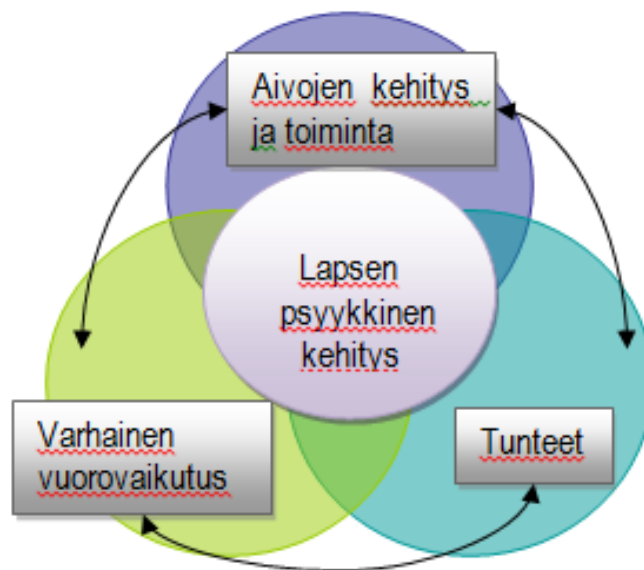 Aivojen kehitys
ja toiminta
Lapsen
psyykkinen
kehitys
Varhainen
vuorovaikutus
Tunteet